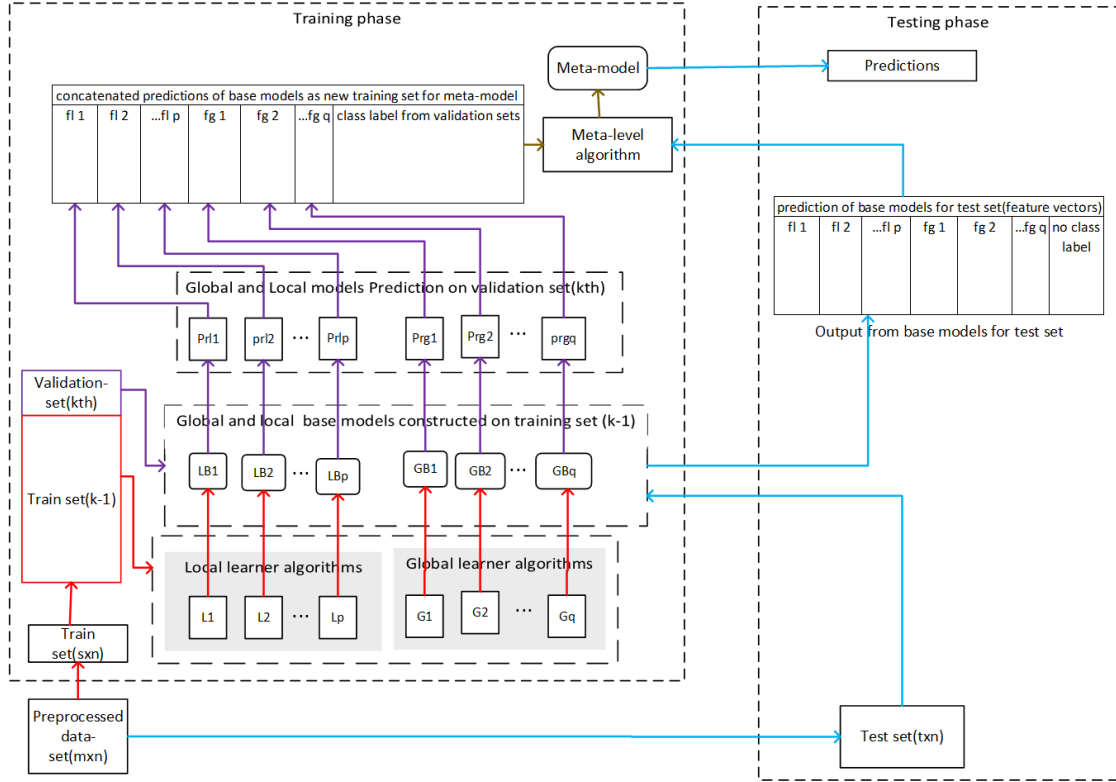 Training phase
Testing phase
Meta-model
Predictions
concatenated predictions of base models as new training set for meta-model
fl 1 fl 2 ...fl p fg 1 fg 2 ...fg q class label from validation sets
Meta-level
algorithm
prediction of base models for test set(feature vectors)
fl 1 fl 2 ...fl p fg 1 fg 2 ...fg q no class
label
Output from base models for test set
Global and Local models Prediction on validation set(kth)
Prl1 prl2 ... Prlp Prg1 Prg2 ... prgq
Validation-
set(kth)
Global and local base models constructed on training set (k-1)
LB1 LB2 ... LBp GB1 GB2 ... GBq
Train set(k-1)
Local learner algorithms
Global learner algorithms
L1 L2 ... Lp G1 G2 ... Gq
Train
set(sxn)
Preprocessed
data-
set(mxn)
Test set(txn)